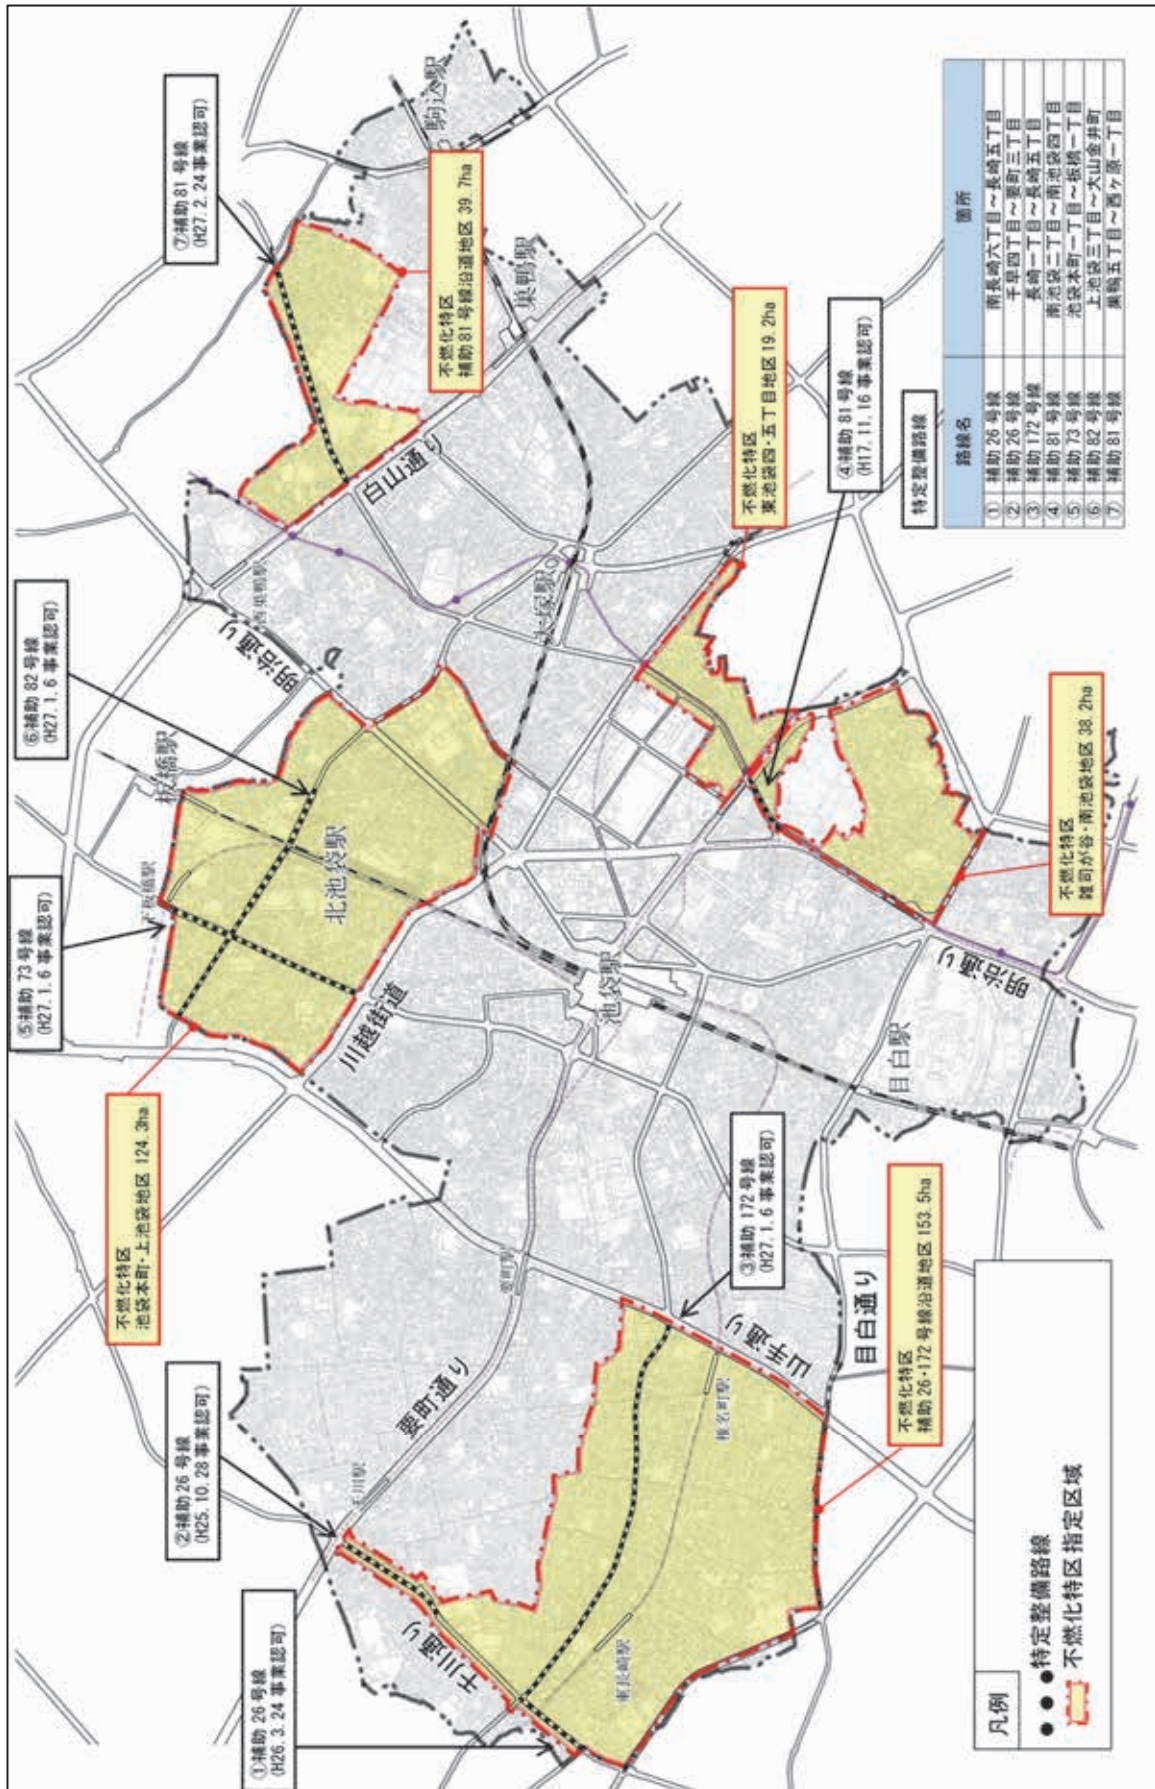 ⑦補助 81 号線
(H27.2.24 事業認可)
駒込駅
不燃化特区
補助 81 号線沿道地区 39.7ha
巣鴨駅
白山通り
西巣鴨駅
⑥補助 82 号線
(H27.1.6 事業認可)
明治通り
大塚駅
不燃化特区
東池袋四・五丁目地区 19.2ha
④補助 81 号線
(H17.11.16 事業認可)
板橋駅
下板橋駅
北池袋駅
⑤補助 73 号線
(H27.1.6 事業認可)
川越街道
池袋駅
不燃化特区
雑司が谷・南池袋地区 38.2ha
明治通り
目白駅
不燃化特区
池袋本町・上池袋地区 124.3ha
③補助 172 号線
(H27.1.6 事業認可)
要町駅
要町通り
山手通り
目白通り
椎名町駅
不燃化特区
補助 26・172 号線沿道地区 153.5ha
②補助 26 号線
(H25.10.28 事業認可)
千川駅
千川通り
東長崎駅
①補助 26 号線
(H26.3.24 事業認可)
特定整備路線
路線名 箇所
① 補助 26 号線 南長崎六丁目～長崎五丁目
② 補助 26 号線 千早四丁目～要町三丁目
③ 補助 172 号線 長崎一丁目～長崎五丁目
④ 補助 81 号線 南池袋二丁目～南池袋四丁目
⑤ 補助 73 号線 池袋本町一丁目～板橋一丁目
⑥ 補助 82 号線 上池袋三丁目～大山金井町
⑦ 補助 81 号線 巣鴨五丁目～西ヶ原一丁目
凡例
特定整備路線
不燃化特区指定区域